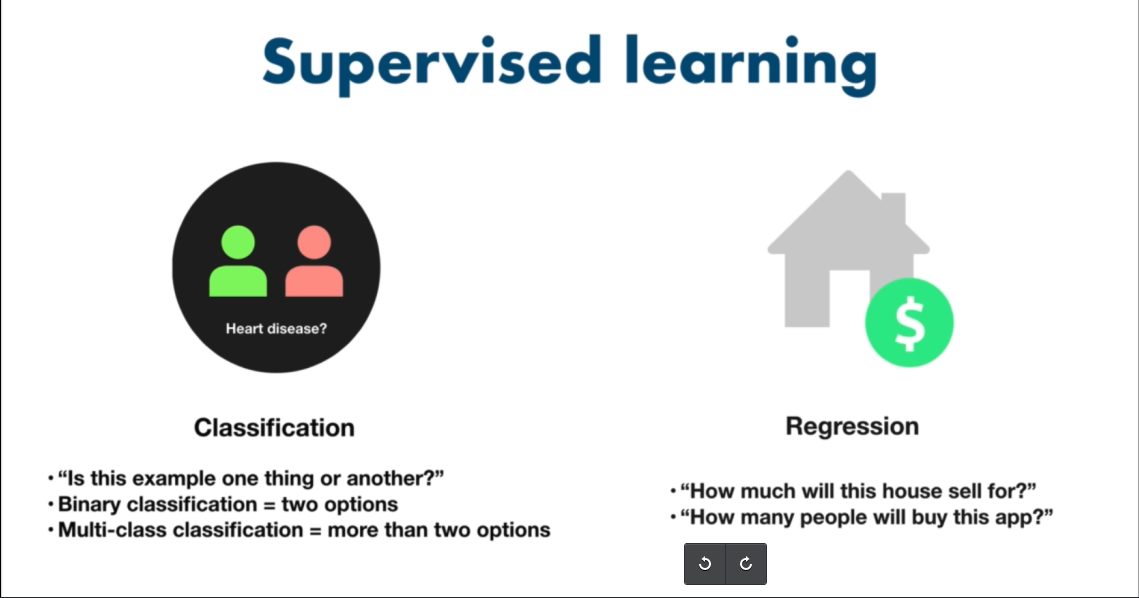 Supervised learning
Heart disease?
$
Classification
• “Is this example one thing or another?”
• Binary classification = two options
• Multi-class classification = more than two options
Regression
• “How much will this house sell for?”
• “How many people will buy this app?”